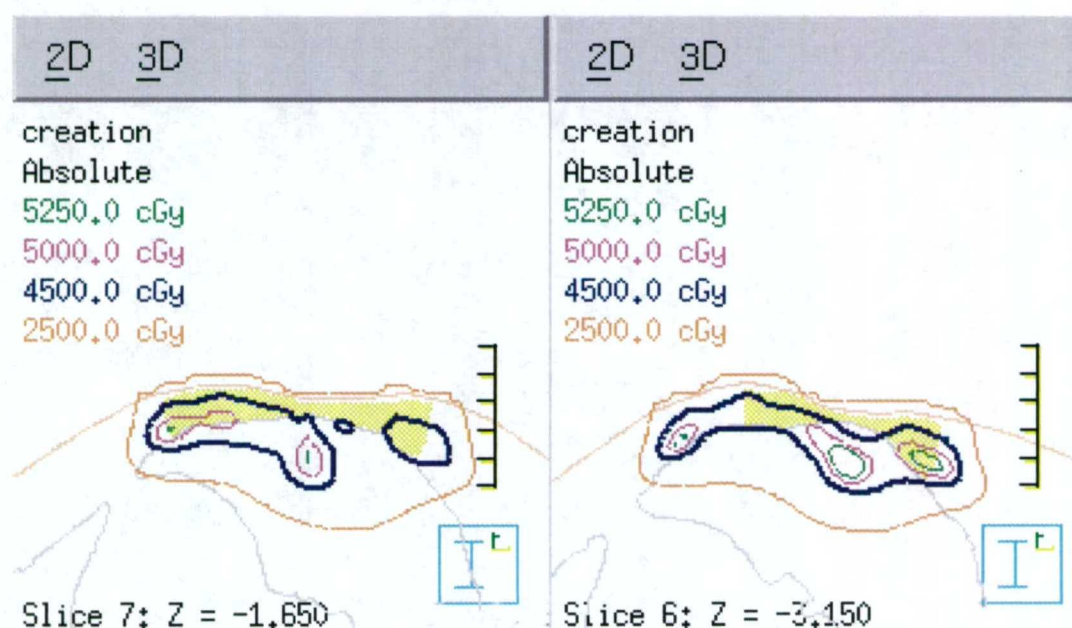 2D 3D
creation
Absolute
5250.0 cGy
5000.0 cGy
4500.0 cGy
2500.0 cGy
Slice 7: Z = -1.650
2D 3D
creation
Absolute
5250.0 cGy
5000.0 cGy
4500.0 cGy
2500.0 cGy
Slice 6: Z = -3.150